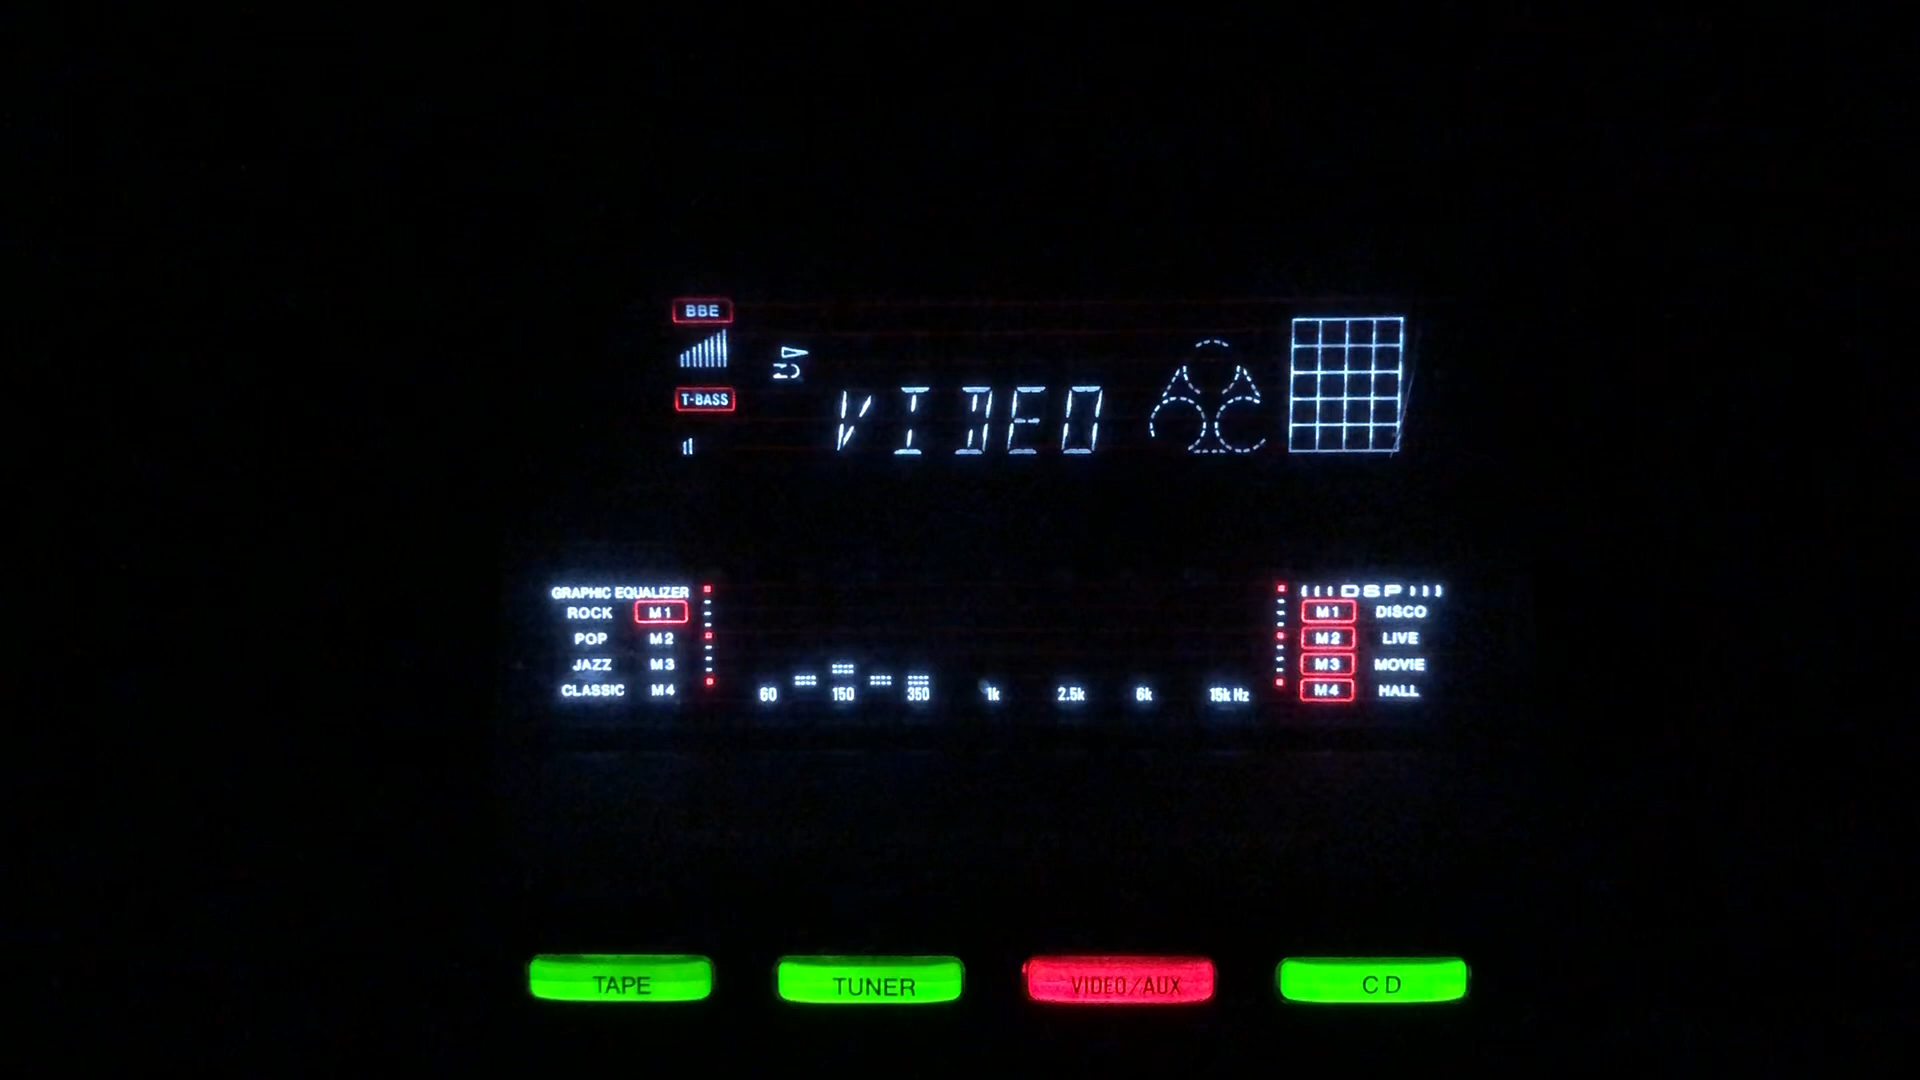 BBE
T-BASS
VIDEO
GRAPHIC EQUALIZER
ROCK M1
POP M2
JAZZ M3
CLASSIC M4
60 150 350 1k 2.5k 6k 15k Hz
DSP
M1 DISCO
M2 LIVE
M3 MOVIE
M4 HALL
TAPE TUNER VIDEO/AUX CD